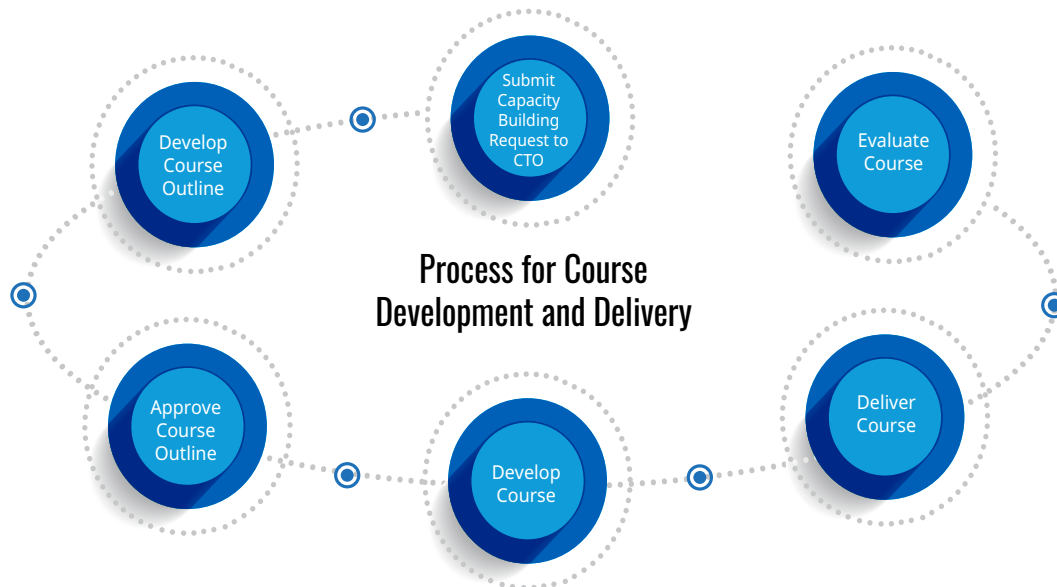 Submit
Capacity
Building
Request to
CTO
Develop
Course
Outline
Evaluate
Course
Process for Course
Development and Delivery
Approve
Course
Outline
Develop
Course
Deliver
Course